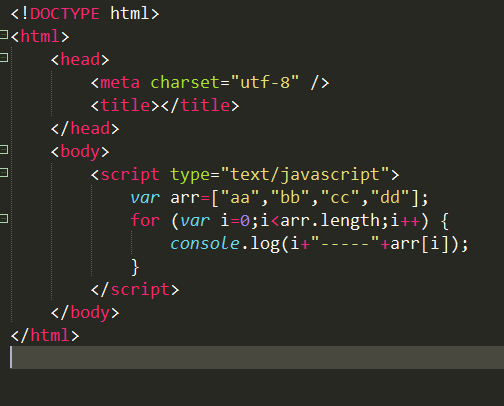 <!DOCTYPE html>
<html>
<head>
<meta charset="utf-8" />
<title></title>
</head>
<body>
<script type="text/javascript">
var arr=["aa","bb","cc","dd"];
for (var i=0;i<arr.length;i++) {
console.log(i+"-----"+arr[i]);
}
</script>
</body>
</html>